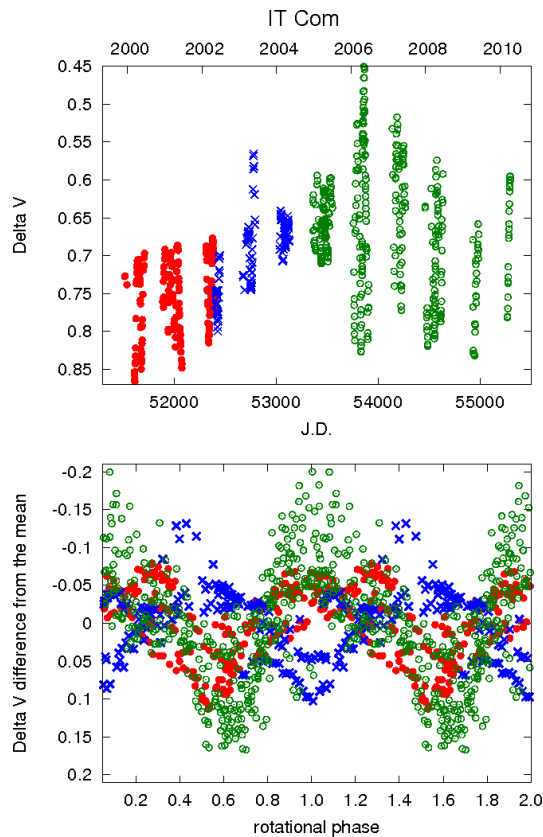 IT Com
2000 2002 2004 2006 2008 2010
0.45
0.5
0.55
0.6
0.65
0.7
0.75
0.8
0.85
Delta V
52000 53000 54000 55000
J.D.
-0.2
-0.15
-0.1
-0.05
0
0.05
0.1
0.15
0.2
Delta V difference from the mean
0.4 0.6 0.8 1.0 1.2 1.4 1.6 1.8 2.0
rotational phase